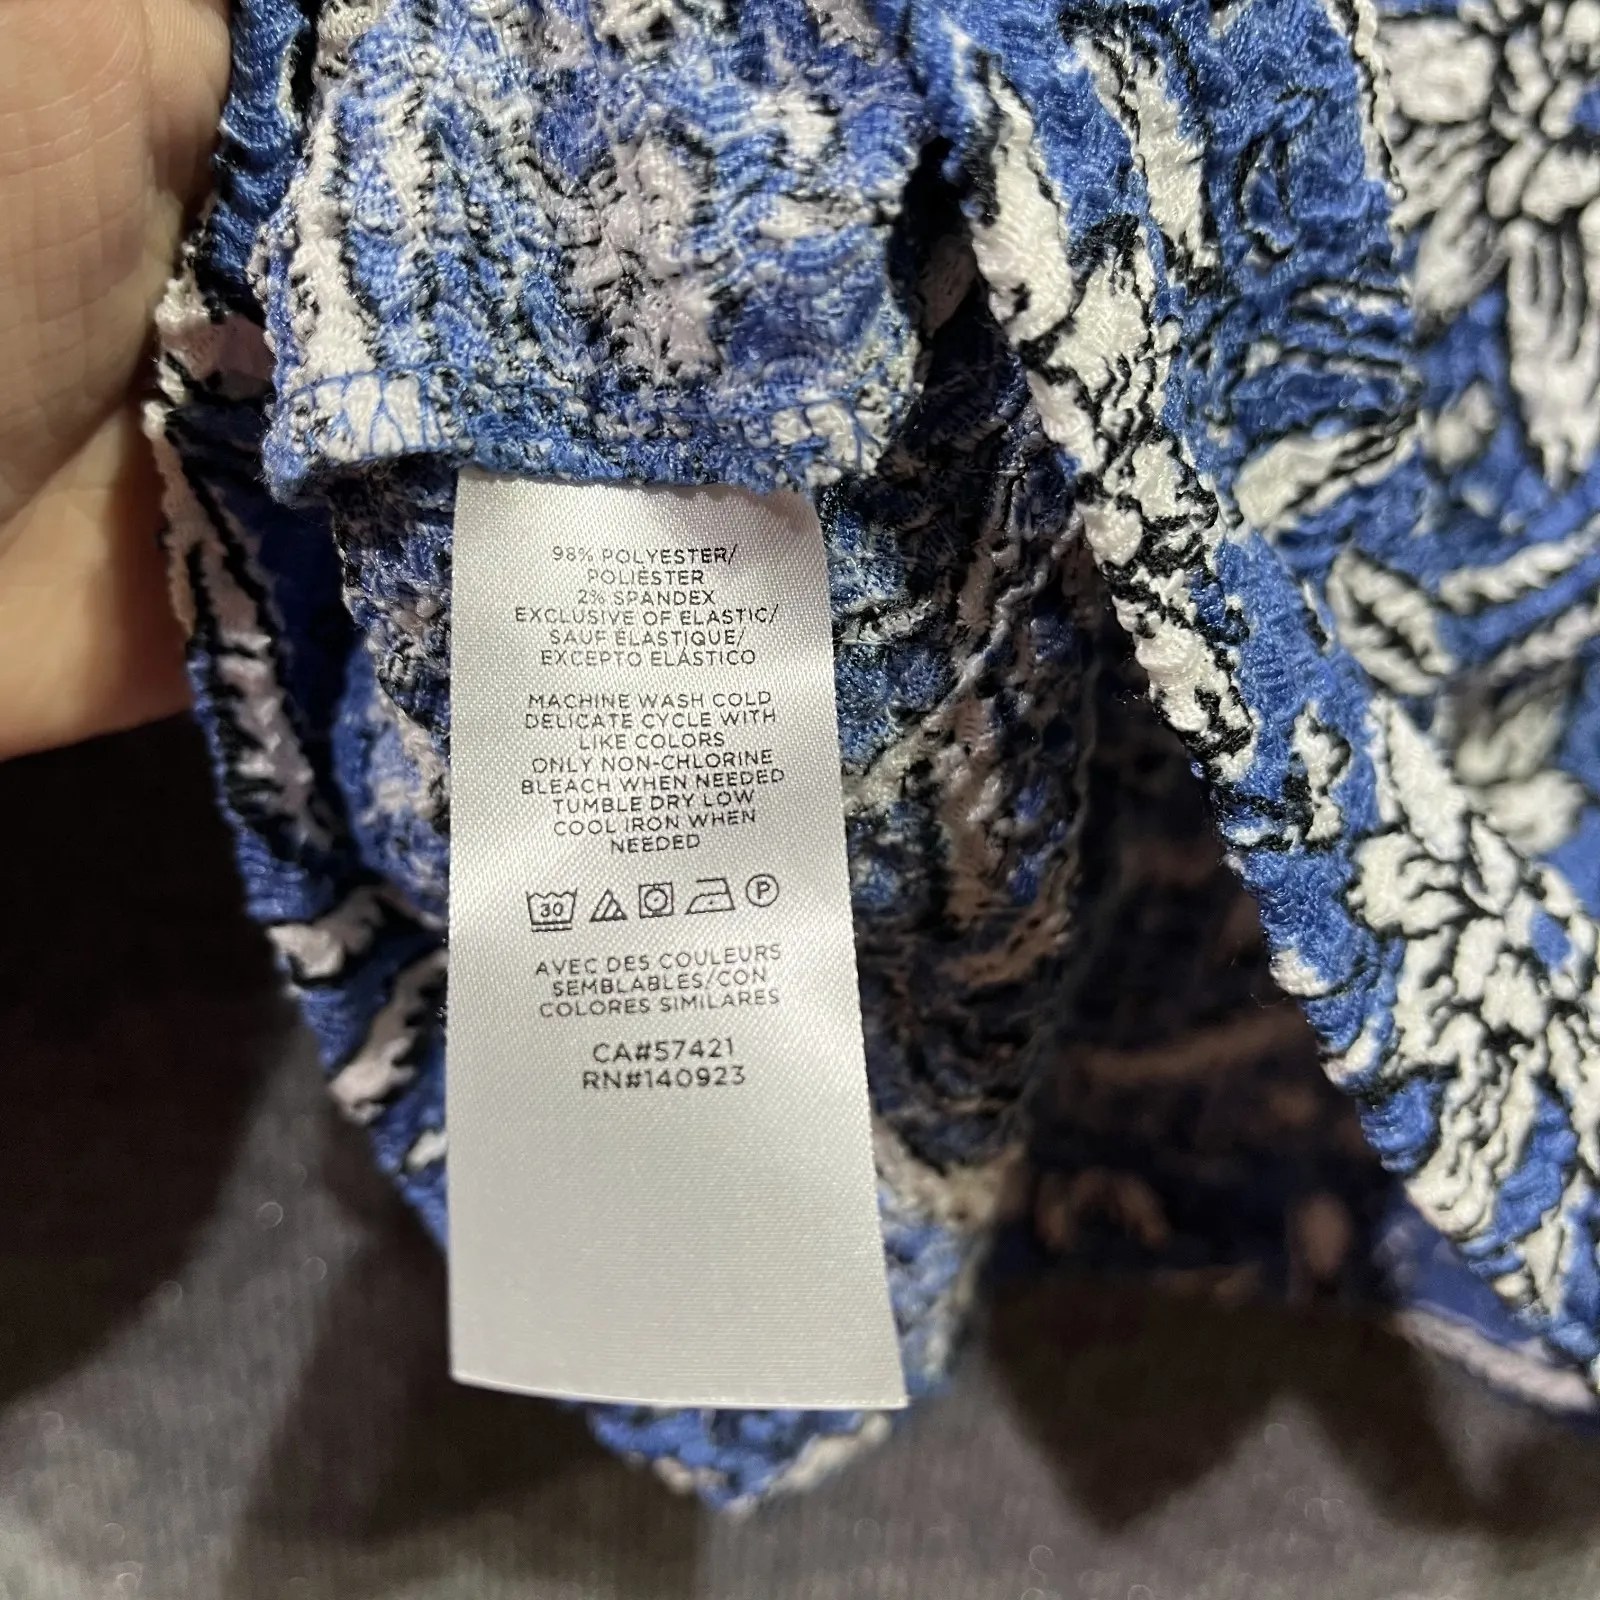 98% POLYESTER/
POLIÉSTER
2% SPANDEX
EXCLUSIVE OF ELASTIC/
SAUF ÉLASTIQUE/
EXCEPTO ELÁSTICO
MACHINE WASH COLD
DELICATE CYCLE WITH
LIKE COLORS
ONLY NON-CHLORINE
BLEACH WHEN NEEDED
TUMBLE DRY LOW
COOL IRON WHEN
NEEDED
30 P
AVEC DES COULEURS
SEMBLABLES/CON
COLORES SIMILARES
CA#57421
RN#140923